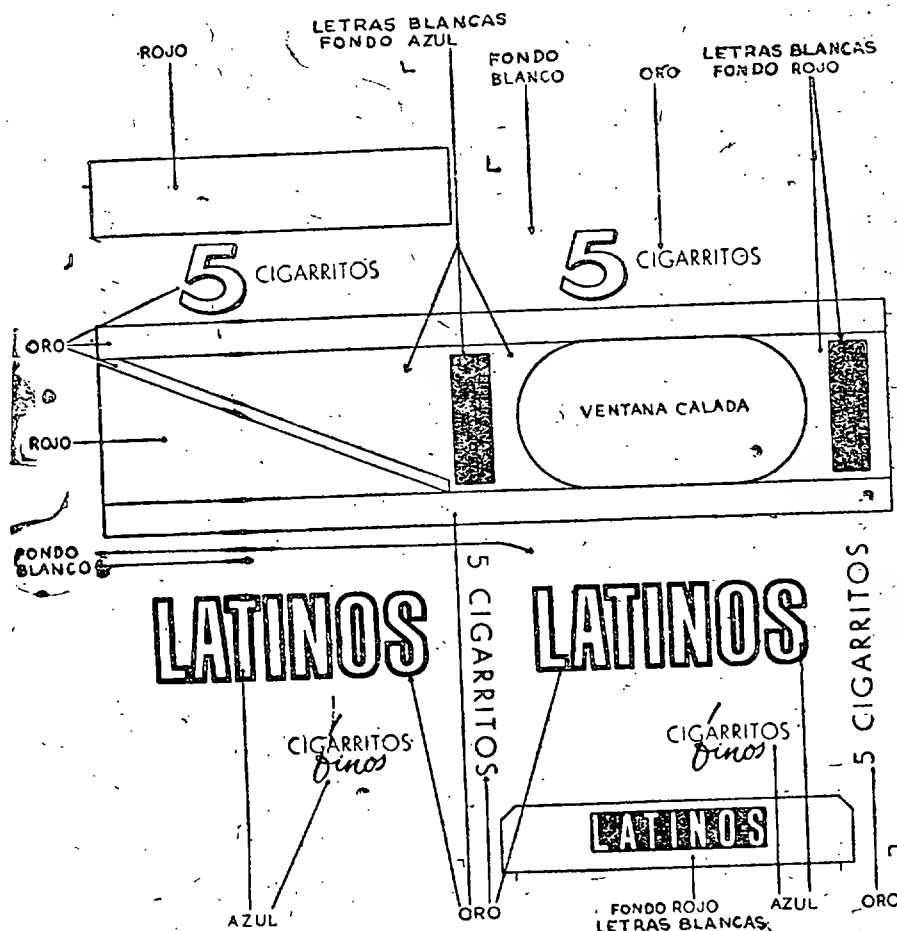 ROJO
LETRAS BLANCAS
FONDO AZUL
FONDO
BLANCO
ORO
LETRAS BLANCAS
FONDO ROJO
5 CIGARRITOS
5 CIGARRITOS
ORO
VENTANA CALADA
ROJO
FONDO
BLANCO
5 CIGARRITOS
5 CIGARRITOS
LATINOS
LATINOS
CIGARRITOS
finos
CIGARRITOS
finos
LATINOS
AZUL
ORO
FONDO ROJO
LETRAS BLANCAS
AZUL
ORO